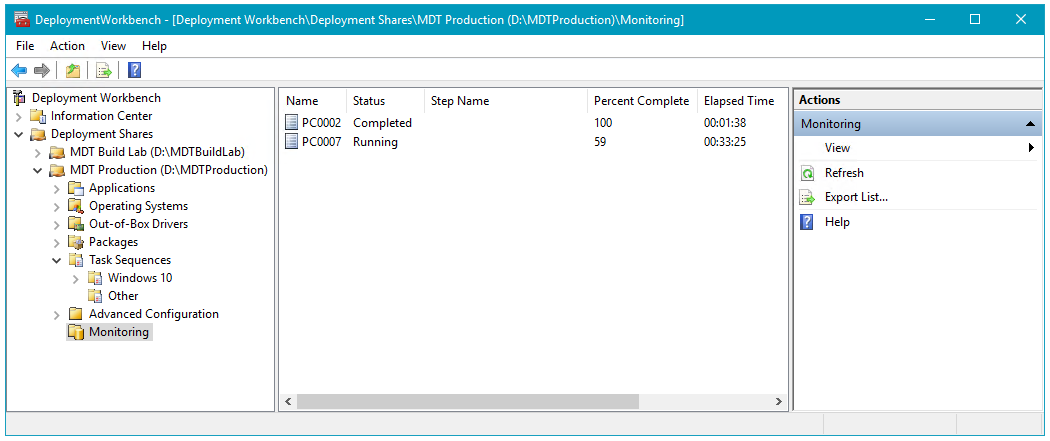 DeploymentWorkbench - [Deployment Workbench\Deployment Shares\MDT Production (D:\MDTProduction)\Monitoring]
File Action View Help
Deployment Workbench
Information Center
Deployment Shares
MDT Build Lab (D:\MDTBuildLab)
MDT Production (D:\MDTProduction)
Applications
Operating Systems
Out-of-Box Drivers
Packages
Task Sequences
Windows 10
Other
Advanced Configuration
Monitoring
Name Status Step Name Percent Complete Elapsed Time
PC0002 Completed 100 00:01:38
PC0007 Running 59 00:33:25
Actions
Monitoring
View
Refresh
Export List...
Help